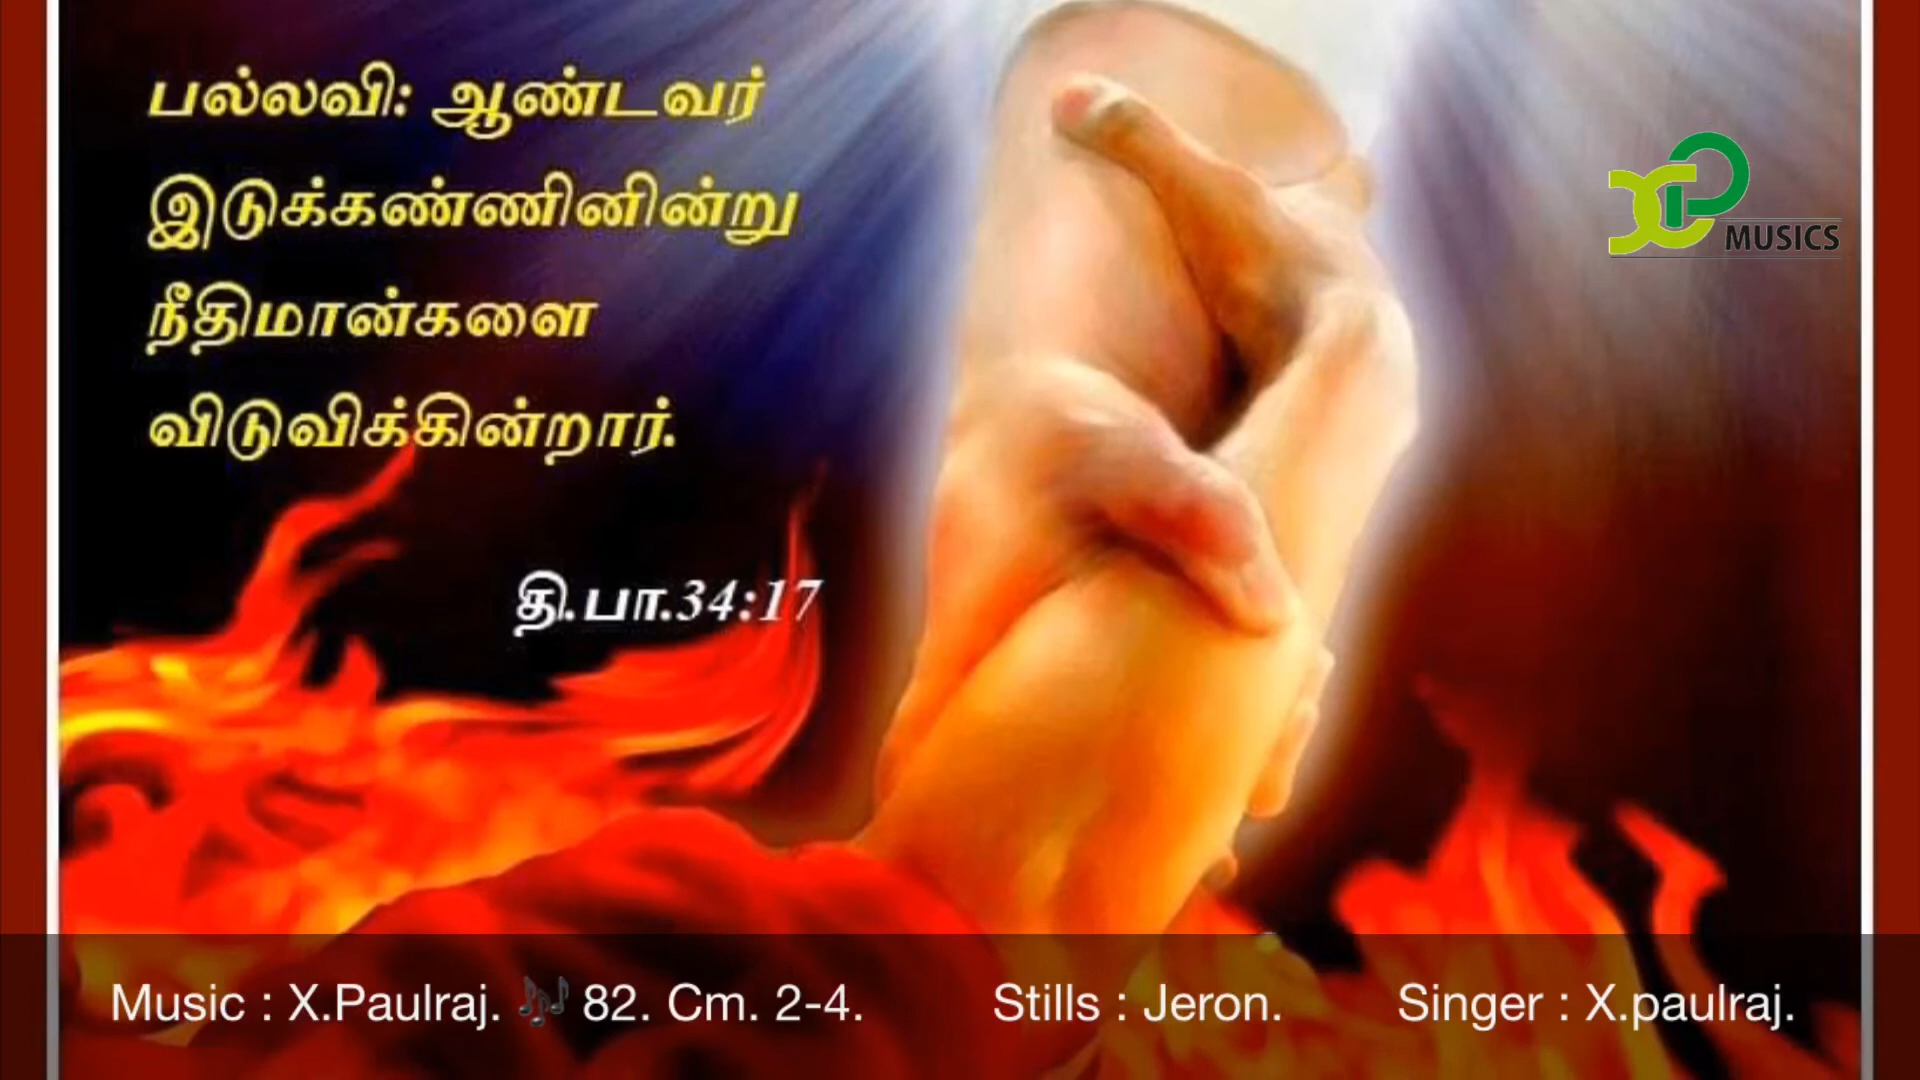 பல்லவி: ஆண்டவர்
இடுக்கண்ணினின்று
நீதிமான்களை
விடுவிக்கின்றார்.
தி.பா.34:17
XP MUSICS
Music : X.Paulraj. 🎶 82. Cm. 2-4. Stills : Jeron. Singer : X.paulraj.